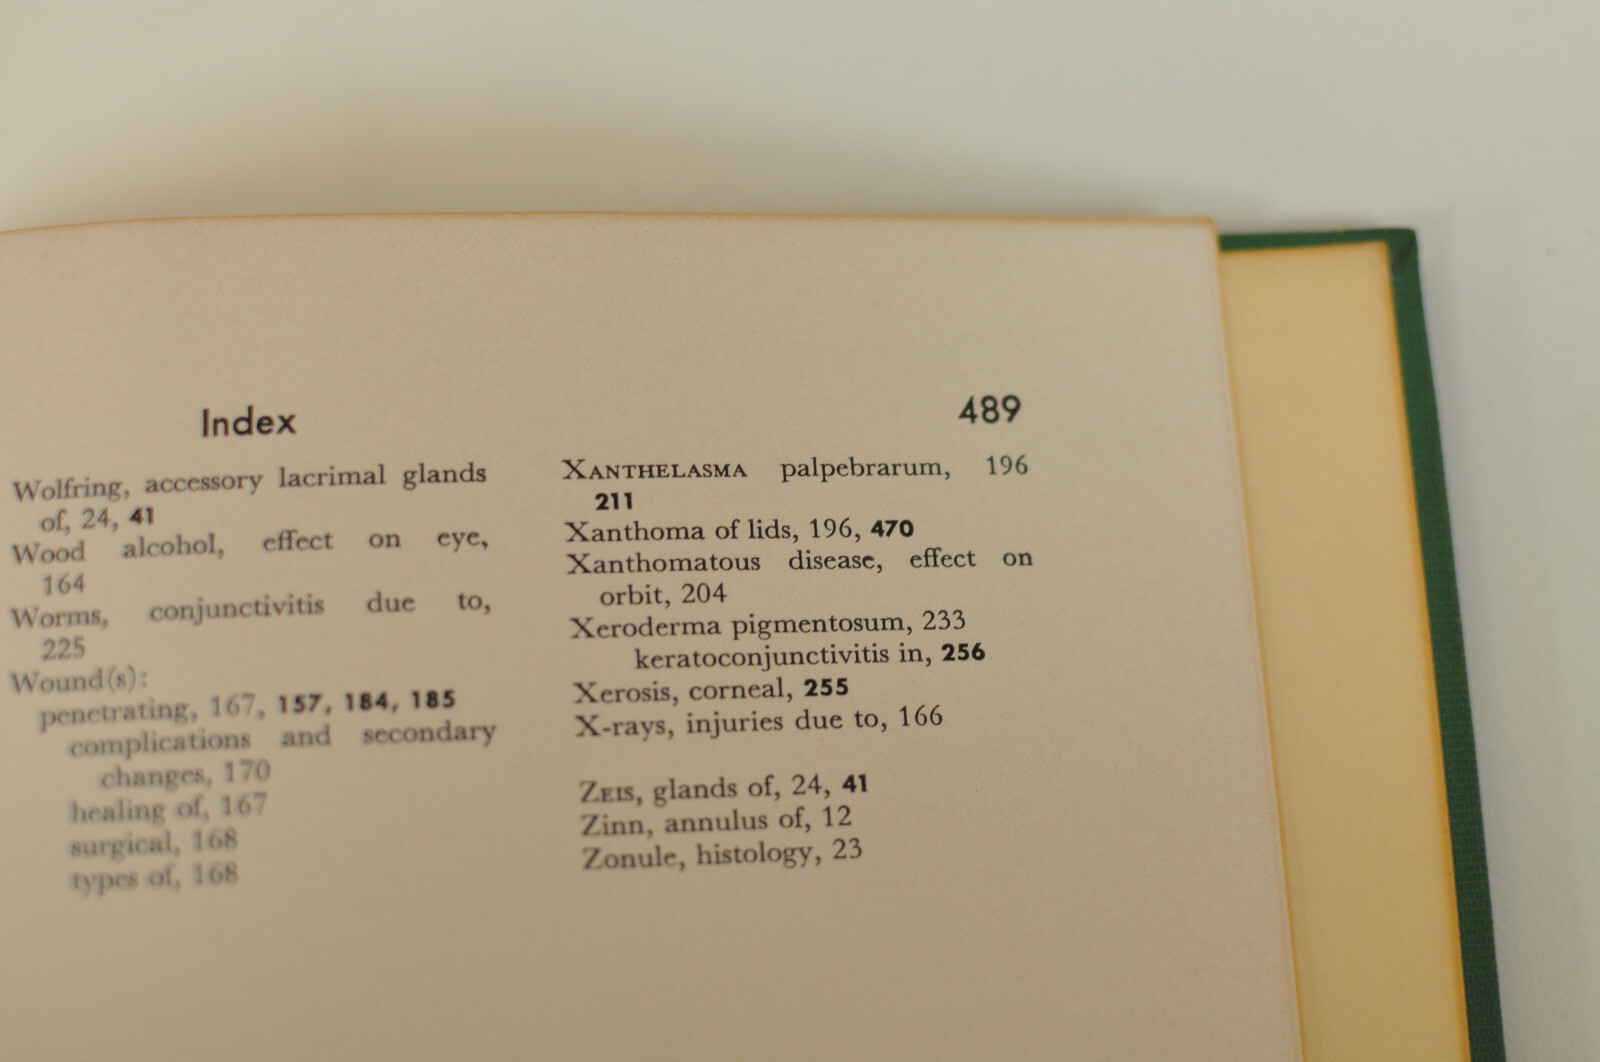 Index
489
Wolfring, accessory lacrimal glands
of, 24, 41
Wood alcohol, effect on eye,
164
Worms, conjunctivitis due to,
225
Wound(s):
penetrating, 167, 157, 184, 185
complications and secondary
changes, 170
healing of, 167
surgical, 168
types of, 168
XANTHELASMA palpebrarum, 196
211
Xanthoma of lids, 196, 470
Xanthomatous disease, effect on
orbit, 204
Xeroderma pigmentosum, 233
keratoconjunctivitis in, 256
Xerosis, corneal, 255
X-rays, injuries due to, 166
ZEIS, glands of, 24, 41
Zinn, annulus of, 12
Zonule, histology, 23